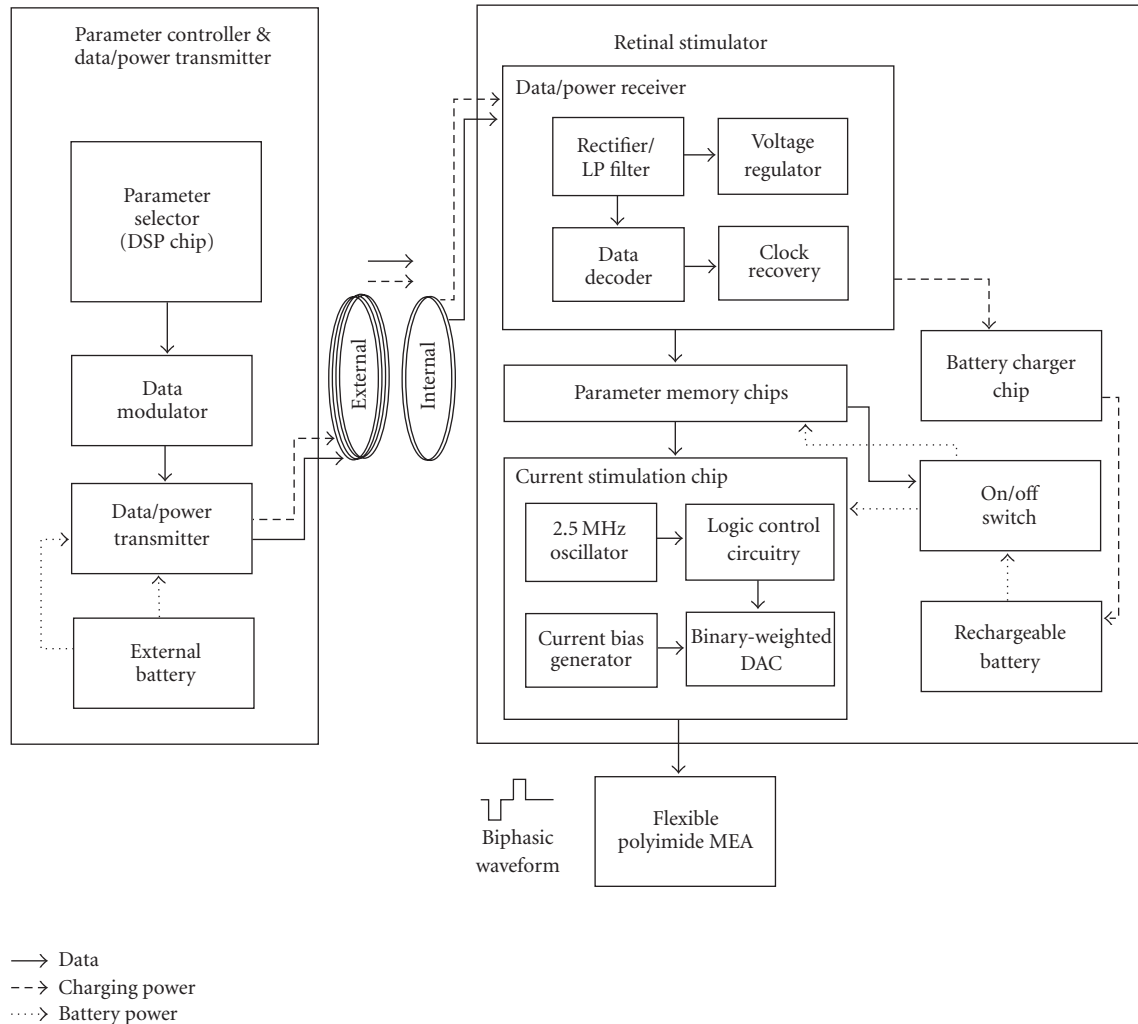 Parameter controller &
data/power transmitter
Parameter
selector
(DSP chip)
Data
modulator
Data/power
transmitter
External
battery
External
Internal
Retinal stimulator
Data/power receiver
Rectifier/
LP filter
Voltage
regulator
Data
decoder
Clock
recovery
Battery charger
chip
Parameter memory chips
Current stimulation chip
2.5 MHz
oscillator
Logic control
circuitry
Current bias
generator
Binary-weighted
DAC
On/off
switch
Rechargeable
battery
Biphasic
waveform
Flexible
polyimide MEA
Data
Charging power
Battery power